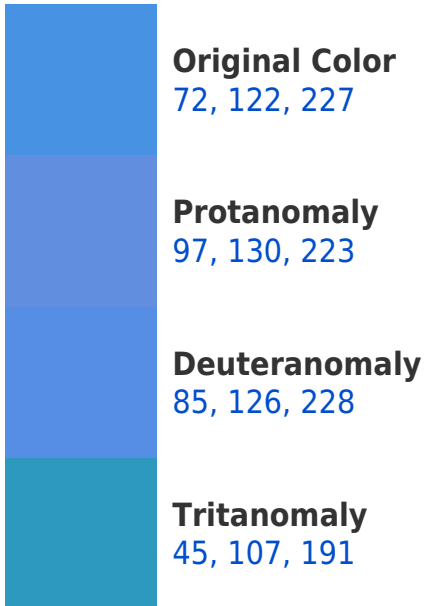 Original Color
72, 122, 227
Protanomaly
97, 130, 223
Deuteranomaly
85, 126, 228
Tritanomaly
45, 107, 191